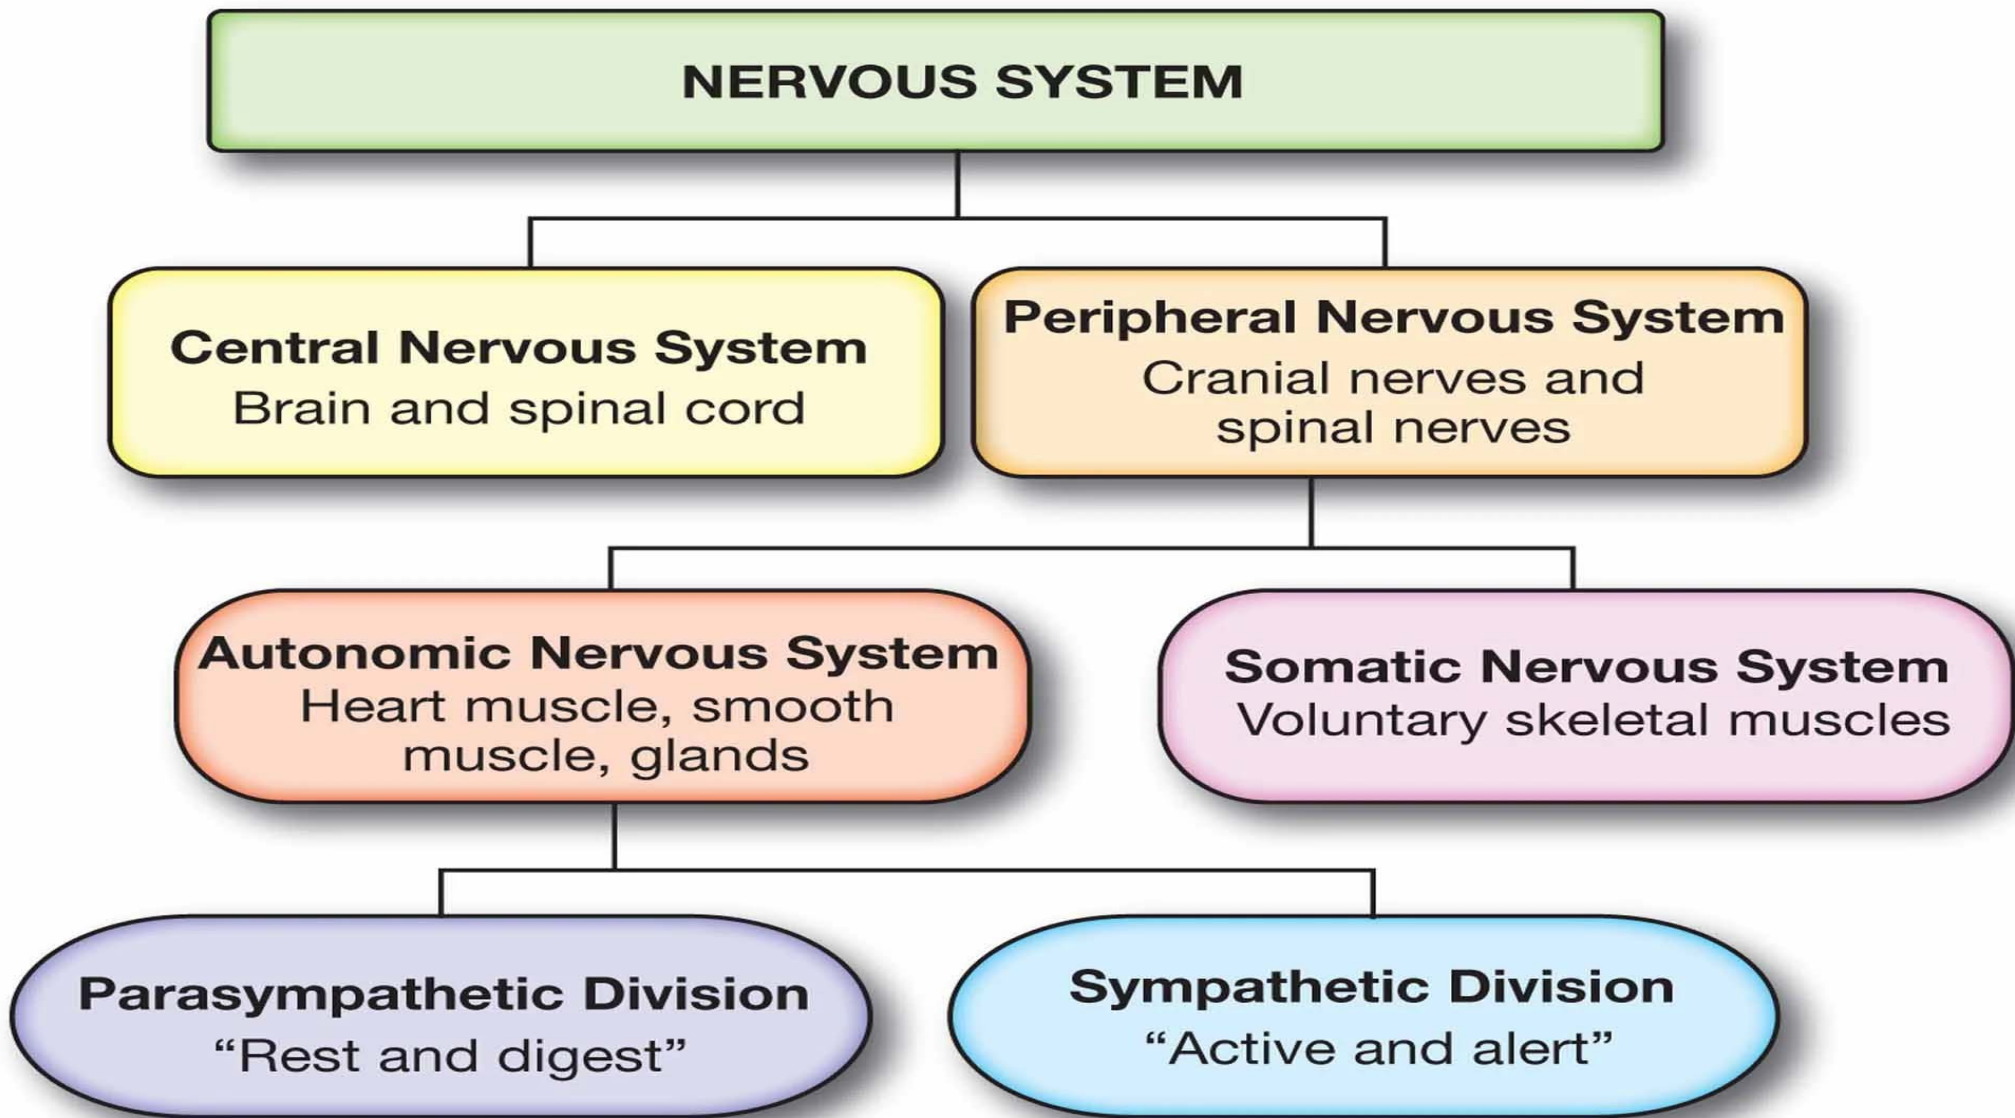 NERVOUS SYSTEM
Central Nervous System
Brain and spinal cord
Peripheral Nervous System
Cranial nerves and
spinal nerves
Autonomic Nervous System
Heart muscle, smooth
muscle, glands
Somatic Nervous System
Voluntary skeletal muscles
Parasympathetic Division
“Rest and digest”
Sympathetic Division
“Active and alert”